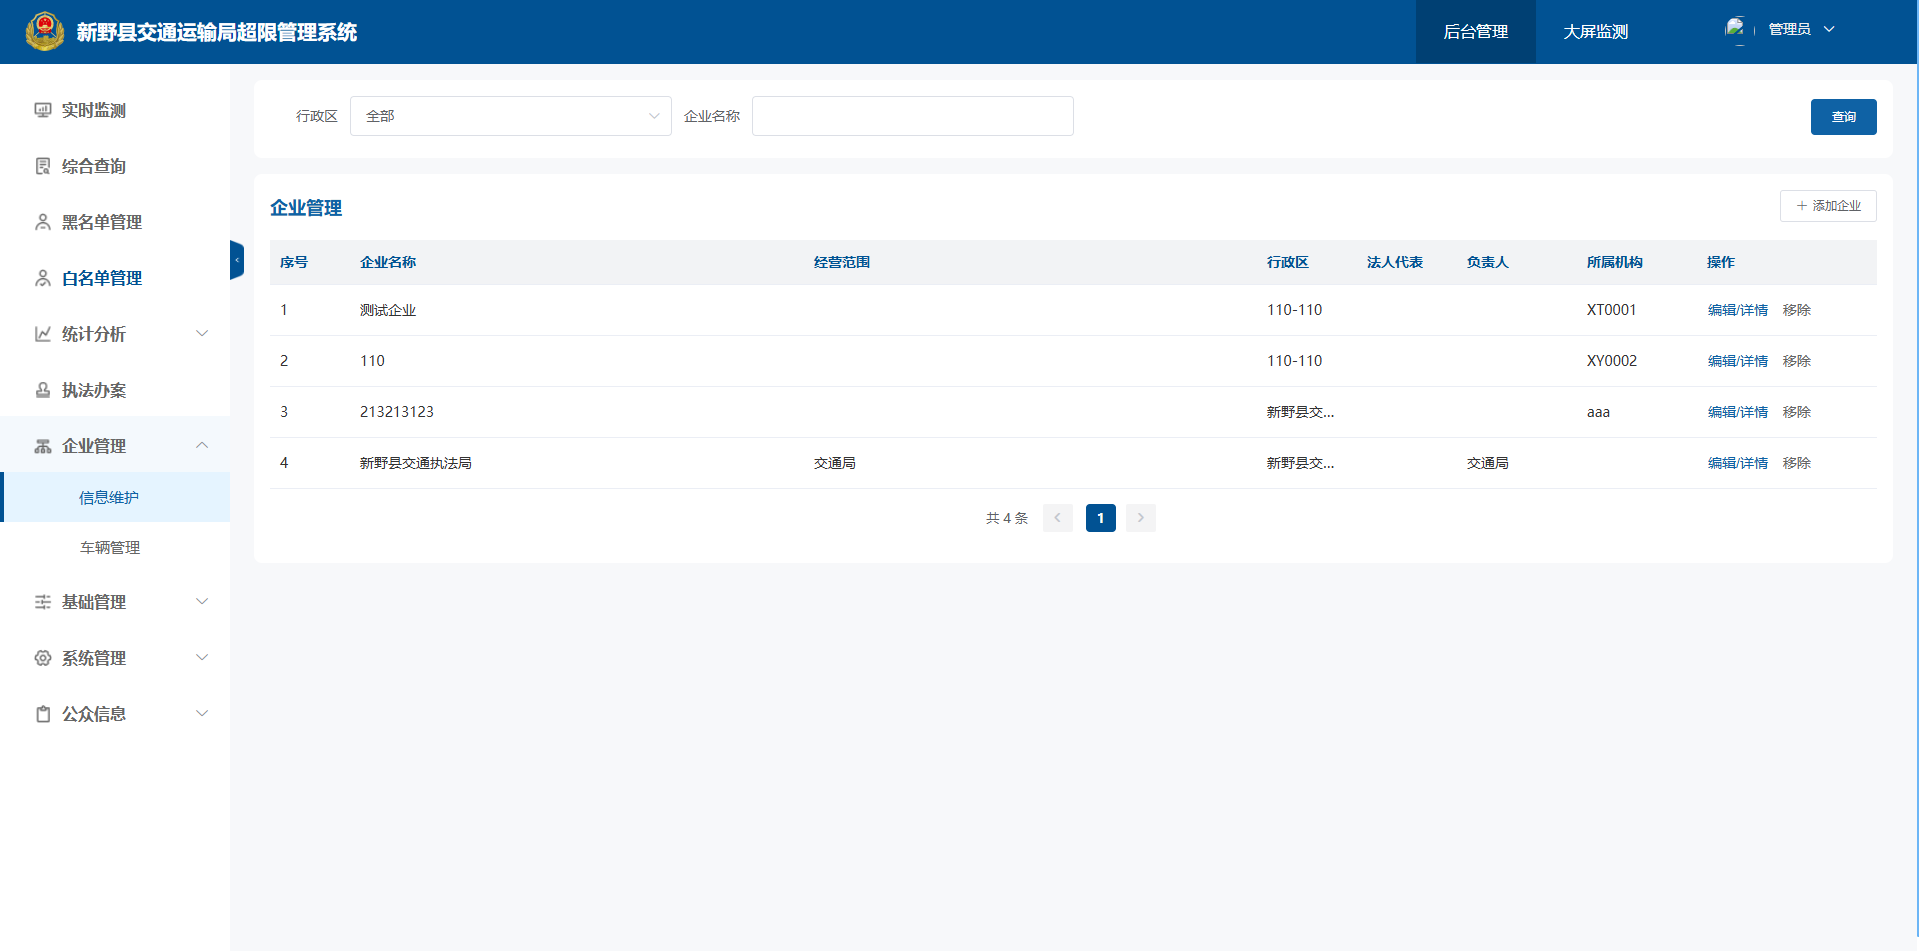 新野县交通运输局超限管理系统
后台管理
大屏监测
管理员
实时监测
综合查询
黑名单管理
白名单管理
统计分析
执法办案
企业管理
信息维护
车辆管理
基础管理
系统管理
公众信息
行政区 全部 企业名称 查询
企业管理 + 添加企业
序号 企业名称 经营范围 行政区 法人代表 负责人 所属机构 操作
1 测试企业 110-110 XT0001 编辑/详情 移除
2 110 110-110 XY0002 编辑/详情 移除
3 213213123 新野县交... aaa 编辑/详情 移除
4 新野县交通执法局 交通局 新野县交... 交通局 编辑/详情 移除
共 4 条 < 1 >